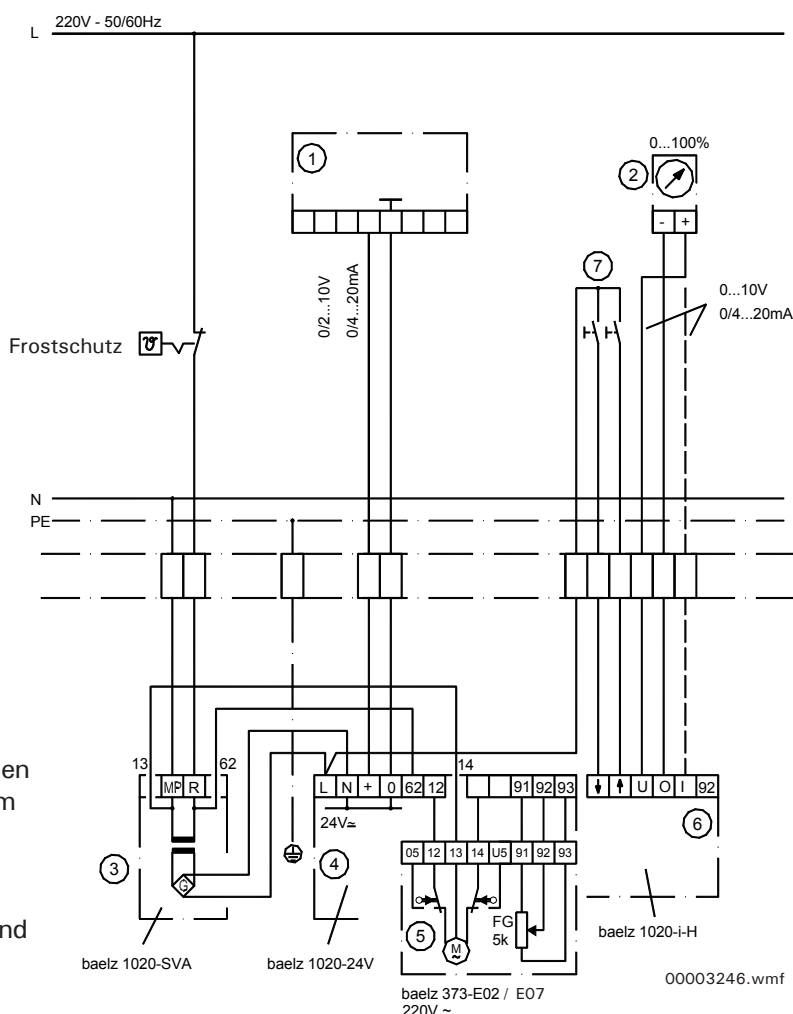 220V - 50/60Hz
L
0...100%
1
2
- +
7
0/2...10V
0/4...20mA
0...10V
0/4...20mA
Frostschutz
N
PE
13 62 14
en
m
MP R
L N + 0 62 12 91 92 93
U O I 92
24V≂
05 12 13 14 U5 91 92 93
3
4
5
6
G
M
~
FG
5k
nd
baelz 1020-SVA
baelz 1020-24V
baelz 1020-i-H
baelz 373-E02 / E07
220V ~
00003246.wmf